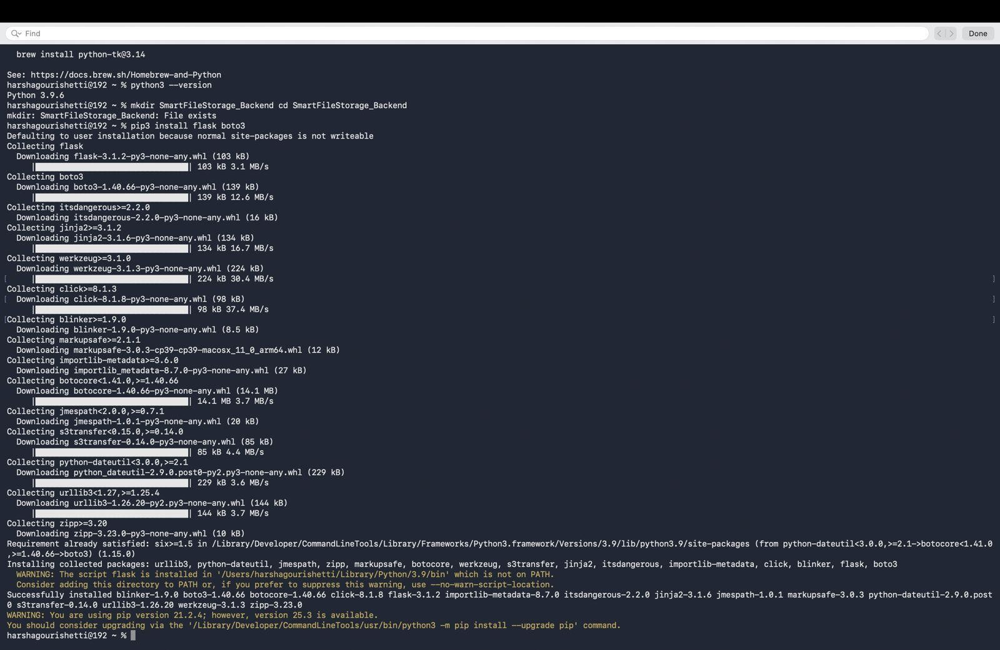 Find
Done
brew install python-tk@3.14
See: https://docs.brew.sh/Homebrew-and-Python
harshagourishetti@192 ~ % python3 --version
Python 3.9.6
harshagourishetti@192 ~ % mkdir SmartFileStorage_Backend cd SmartFileStorage_Backend
mkdir: SmartFileStorage_Backend: File exists
harshagourishetti@192 ~ % pip3 install flask boto3
Defaulting to user installation because normal site-packages is not writeable
Collecting flask
  Downloading flask-3.1.2-py3-none-any.whl (103 kB)
     |████████████████████████████████| 103 kB 3.1 MB/s
Collecting boto3
  Downloading boto3-1.40.66-py3-none-any.whl (139 kB)
     |████████████████████████████████| 139 kB 12.6 MB/s
Collecting itsdangerous>=2.2.0
  Downloading itsdangerous-2.2.0-py3-none-any.whl (16 kB)
Collecting jinja2>=3.1.2
  Downloading jinja2-3.1.6-py3-none-any.whl (134 kB)
     |████████████████████████████████| 134 kB 16.7 MB/s
Collecting werkzeug>=3.1.0
  Downloading werkzeug-3.1.3-py3-none-any.whl (224 kB)
[    |████████████████████████████████| 224 kB 30.4 MB/s ]
Collecting click>=8.1.3
[ Downloading click-8.1.8-py3-none-any.whl (98 kB) ]
     |████████████████████████████████| 98 kB 37.4 MB/s
[Collecting blinker>=1.9.0 ]
  Downloading blinker-1.9.0-py3-none-any.whl (8.5 kB)
Collecting markupsafe>=2.1.1
  Downloading markupsafe-3.0.3-cp39-cp39-macosx_11_0_arm64.whl (12 kB)
Collecting importlib-metadata>=3.6.0
  Downloading importlib_metadata-8.7.0-py3-none-any.whl (27 kB)
Collecting botocore<1.41.0,>=1.40.66
  Downloading botocore-1.40.66-py3-none-any.whl (14.1 MB)
     |████████████████████████████████| 14.1 MB 3.7 MB/s
Collecting jmespath<2.0.0,>=0.7.1
  Downloading jmespath-1.0.1-py3-none-any.whl (20 kB)
Collecting s3transfer<0.15.0,>=0.14.0
  Downloading s3transfer-0.14.0-py3-none-any.whl (85 kB)
     |████████████████████████████████| 85 kB 4.4 MB/s
Collecting python-dateutil<3.0.0,>=2.1
  Downloading python_dateutil-2.9.0.post0-py2.py3-none-any.whl (229 kB)
     |████████████████████████████████| 229 kB 3.6 MB/s
Collecting urllib3<1.27,>=1.25.4
  Downloading urllib3-1.26.20-py2.py3-none-any.whl (144 kB)
     |████████████████████████████████| 144 kB 3.7 MB/s
Collecting zipp>=3.20
  Downloading zipp-3.23.0-py3-none-any.whl (10 kB)
Requirement already satisfied: six>=1.5 in /Library/Developer/CommandLineTools/Library/Frameworks/Python3.framework/Versions/3.9/lib/python3.9/site-packages (from python-dateutil<3.0.0,>=2.1->botocore<1.41.0
,>=1.40.66->boto3) (1.15.0)
Installing collected packages: urllib3, python-dateutil, jmespath, zipp, markupsafe, botocore, werkzeug, s3transfer, jinja2, itsdangerous, importlib-metadata, click, blinker, flask, boto3
  WARNING: The script flask is installed in '/Users/harshagourishetti/Library/Python/3.9/bin' which is not on PATH.
  Consider adding this directory to PATH or, if you prefer to suppress this warning, use --no-warn-script-location.
Successfully installed blinker-1.9.0 boto3-1.40.66 botocore-1.40.66 click-8.1.8 flask-3.1.2 importlib-metadata-8.7.0 itsdangerous-2.2.0 jinja2-3.1.6 jmespath-1.0.1 markupsafe-3.0.3 python-dateutil-2.9.0.post
0 s3transfer-0.14.0 urllib3-1.26.20 werkzeug-3.1.3 zipp-3.23.0
WARNING: You are using pip version 21.2.4; however, version 25.3 is available.
You should consider upgrading via the '/Library/Developer/CommandLineTools/usr/bin/python3 -m pip install --upgrade pip' command.
harshagourishetti@192 ~ %